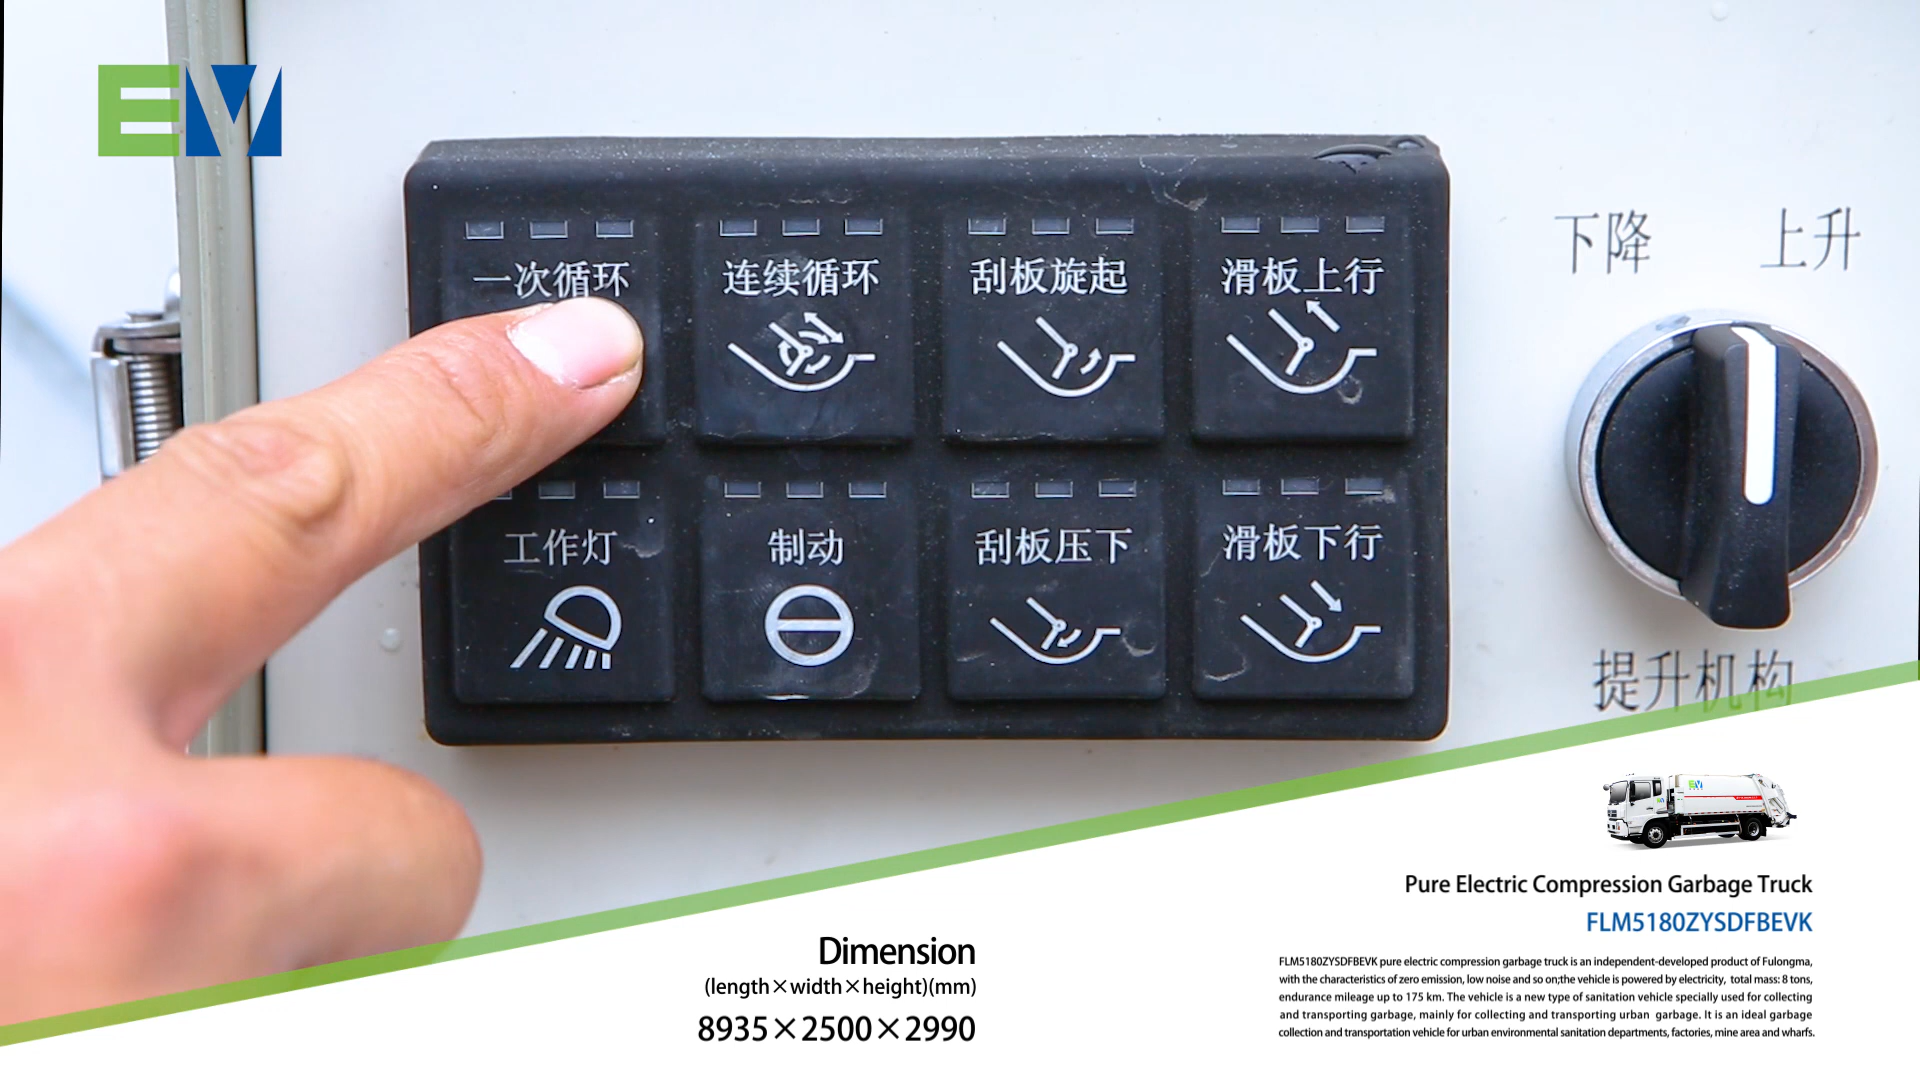 EV
一次循环
连续循环
刮板旋起
滑板上行
下降
上升
工作灯
制动
刮板压下
滑板下行
提升机构
Pure Electric Compression Garbage Truck
FLM5180ZYSDFBEVK
FLM5180ZYSDFBEVK pure electric compression garbage truck is an independent-developed product of Fulongma,
with the characteristics of zero emission, low noise and so on;the vehicle is powered by electricity, total mass: 8 tons,
endurance mileage up to 175 km. The vehicle is a new type of sanitation vehicle specially used for collecting
and transporting garbage, mainly for collecting and transporting urban garbage. It is an ideal garbage
collection and transportation vehicle for urban environmental sanitation departments, factories, mine area and wharfs.
Dimension
(length×width×height)(mm)
8935×2500×2990